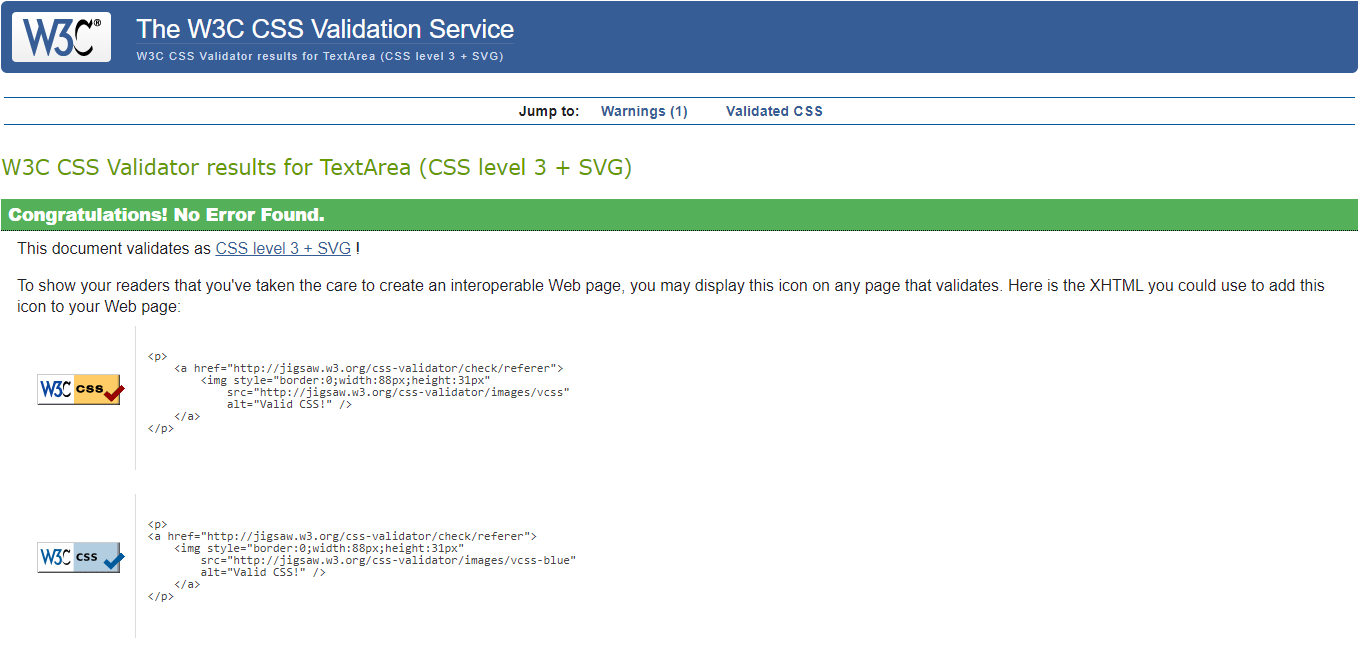 W3C® The W3C CSS Validation Service
W3C CSS Validator results for TextArea (CSS level 3 + SVG)
Jump to: Warnings (1) Validated CSS
W3C CSS Validator results for TextArea (CSS level 3 + SVG)
Congratulations! No Error Found.
This document validates as CSS level 3 + SVG !
To show your readers that you've taken the care to create an interoperable Web page, you may display this icon on any page that validates. Here is the XHTML you could use to add this
icon to your Web page:
W3C css
<p>
    <a href="http://jigsaw.w3.org/css-validator/check/referer">
        <img style="border:0;width:88px;height:31px"
            src="http://jigsaw.w3.org/css-validator/images/vcss"
            alt="Valid CSS!" />
    </a>
</p>
W3C css
<p>
<a href="http://jigsaw.w3.org/css-validator/check/referer">
    <img style="border:0;width:88px;height:31px"
        src="http://jigsaw.w3.org/css-validator/images/vcss-blue"
        alt="Valid CSS!" />
    </a>
</p>